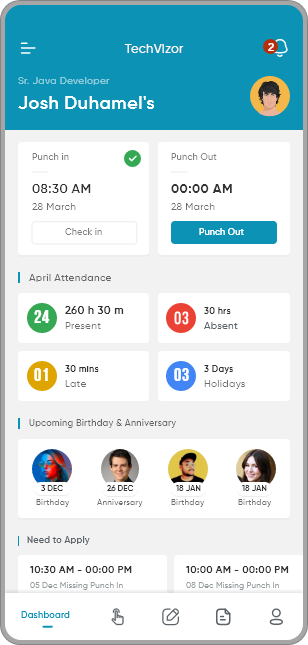 TechVizor
2
Sr. Java Developer
Josh Duhamel's
Punch in
08:30 AM
28 March
Check in
Punch Out
00:00 AM
28 March
Punch Out
April Attendance
24
260 h 30 m
Present
03
30 hrs
Absent
01
30 mins
Late
03
3 Days
Holidays
Upcoming Birthday & Anniversary
3 DEC
Birthday
26 DEC
Anniversary
18 JAN
Birthday
18 JAN
Birthday
Need to Apply
10:30 AM - 00:00 PM
05 Dec Missing Punch In
10:00 AM - 00:00 PM
08 Dec Missing Punch In
Dashboard